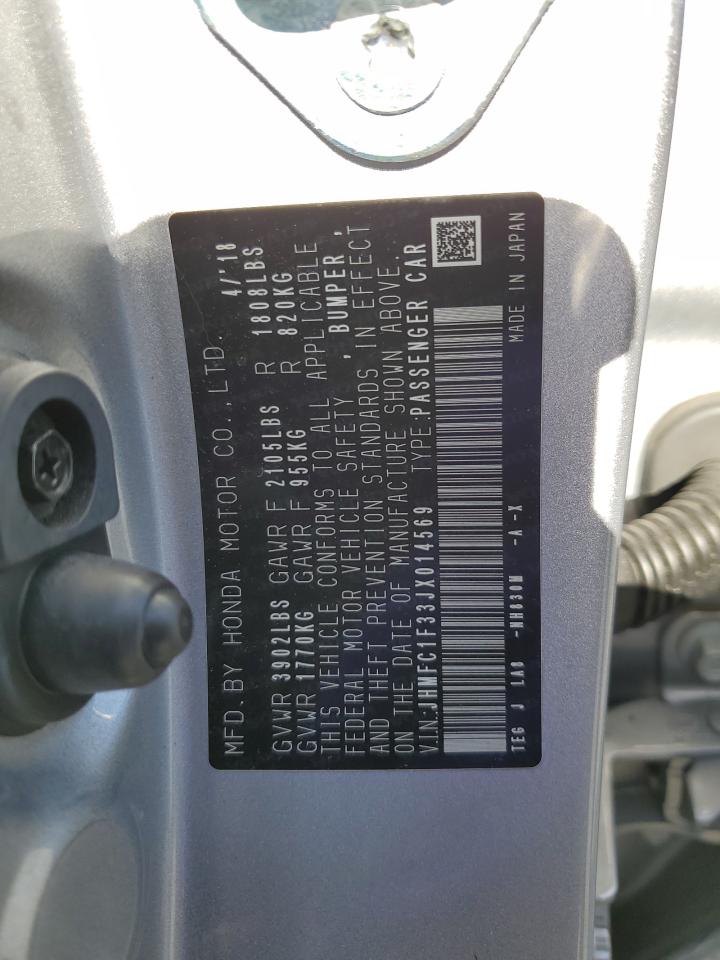 MFD. BY HONDA MOTOR CO., LTD. 4/'18
GVWR 3902LBS GAWR F 2105LBS R 1808LBS
GVWR 1770KG GAWR F 955KG R 820KG
THIS VEHICLE CONFORMS TO ALL APPLICABLE
FEDERAL MOTOR VEHICLE SAFETY , BUMPER ,
AND THEFT PREVENTION STANDARDS IN EFFECT
ON THE DATE OF MANUFACTURE SHOWN ABOVE.
V.I.N.:JHMFC1F33JX014569 TYPE:PASSENGER CAR
TEG J LA0 -NH830M -A-X MADE IN JAPAN